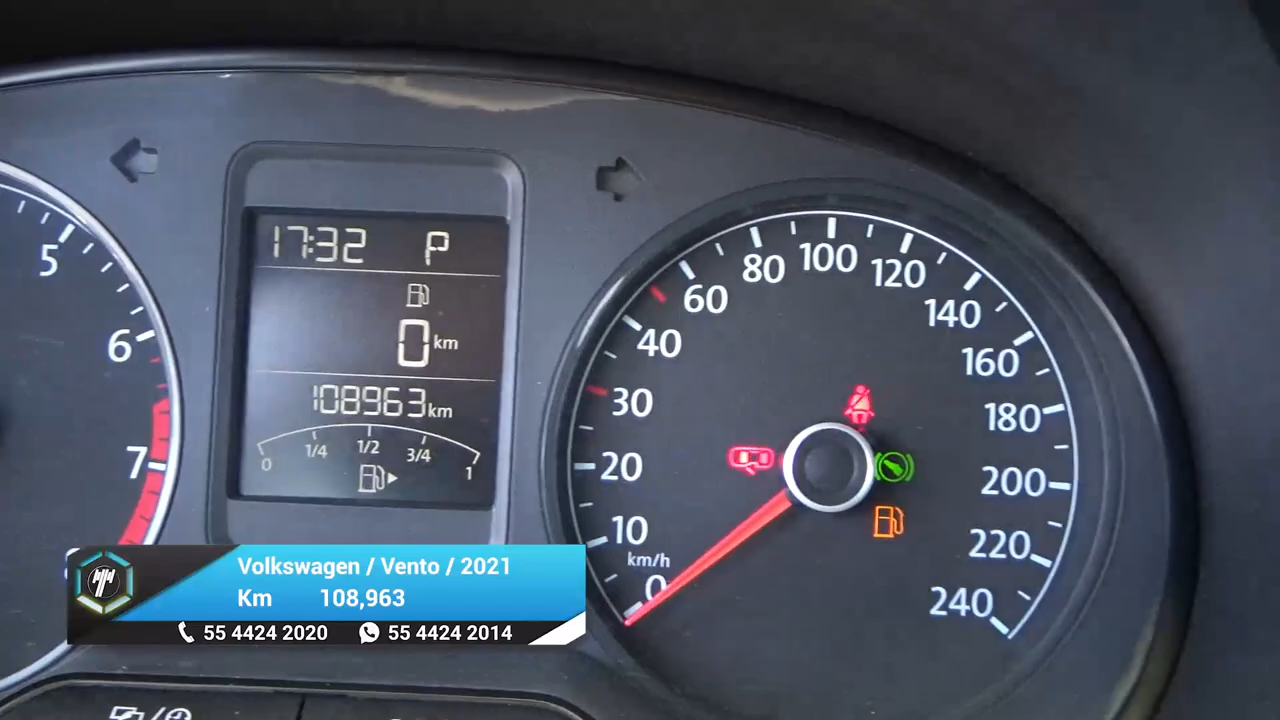 5
6
7
17:32 P
0 km
108963 km
0 1/4 1/2 3/4 1
0
10
20
30
40
60
80
100
120
140
160
180
200
220
240
km/h
Volkswagen / Vento / 2021
Km 108,963
55 4424 2020 55 4424 2014